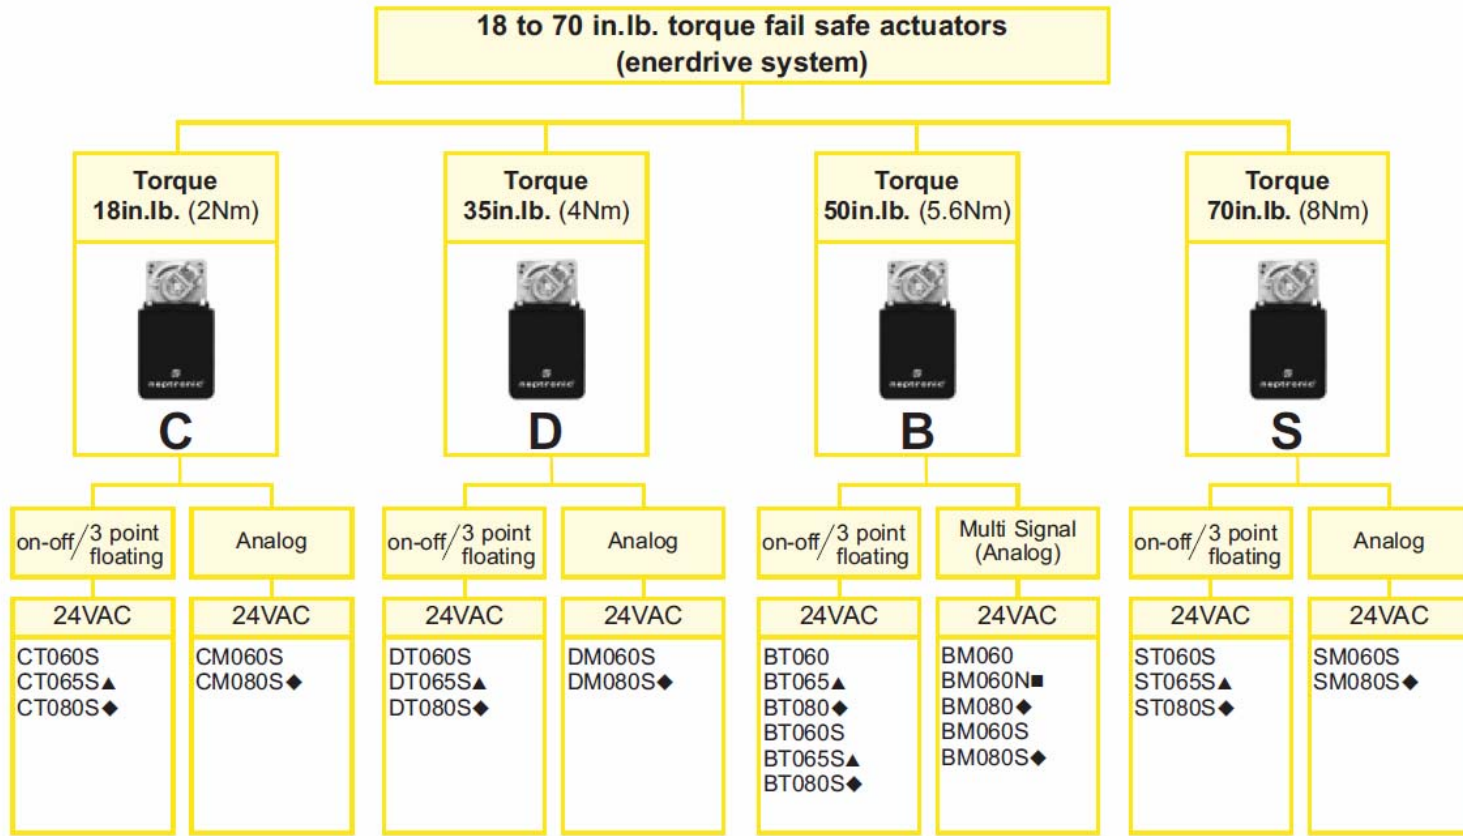 18 to 70 in.lb. torque fail safe actuators
(enerdrive system)
Torque
18in.lb. (2Nm)
neptronic
C
on-off/3 point
floating
Analog
24VAC
CT060S
CT065S▲
CT080S◆
24VAC
CM060S
CM080S◆
Torque
35in.lb. (4Nm)
neptronic
D
on-off/3 point
floating
Analog
24VAC
DT060S
DT065S▲
DT080S◆
24VAC
DM060S
DM080S◆
Torque
50in.lb. (5.6Nm)
neptronic
B
on-off/3 point
floating
Multi Signal
(Analog)
24VAC
BT060
BT065▲
BT080◆
BT060S
BT065S▲
BT080S◆
24VAC
BM060
BM060N■
BM080◆
BM060S
BM080S◆
Torque
70in.lb. (8Nm)
neptronic
S
on-off/3 point
floating
Analog
24VAC
ST060S
ST065S▲
ST080S◆
24VAC
SM060S
SM080S◆